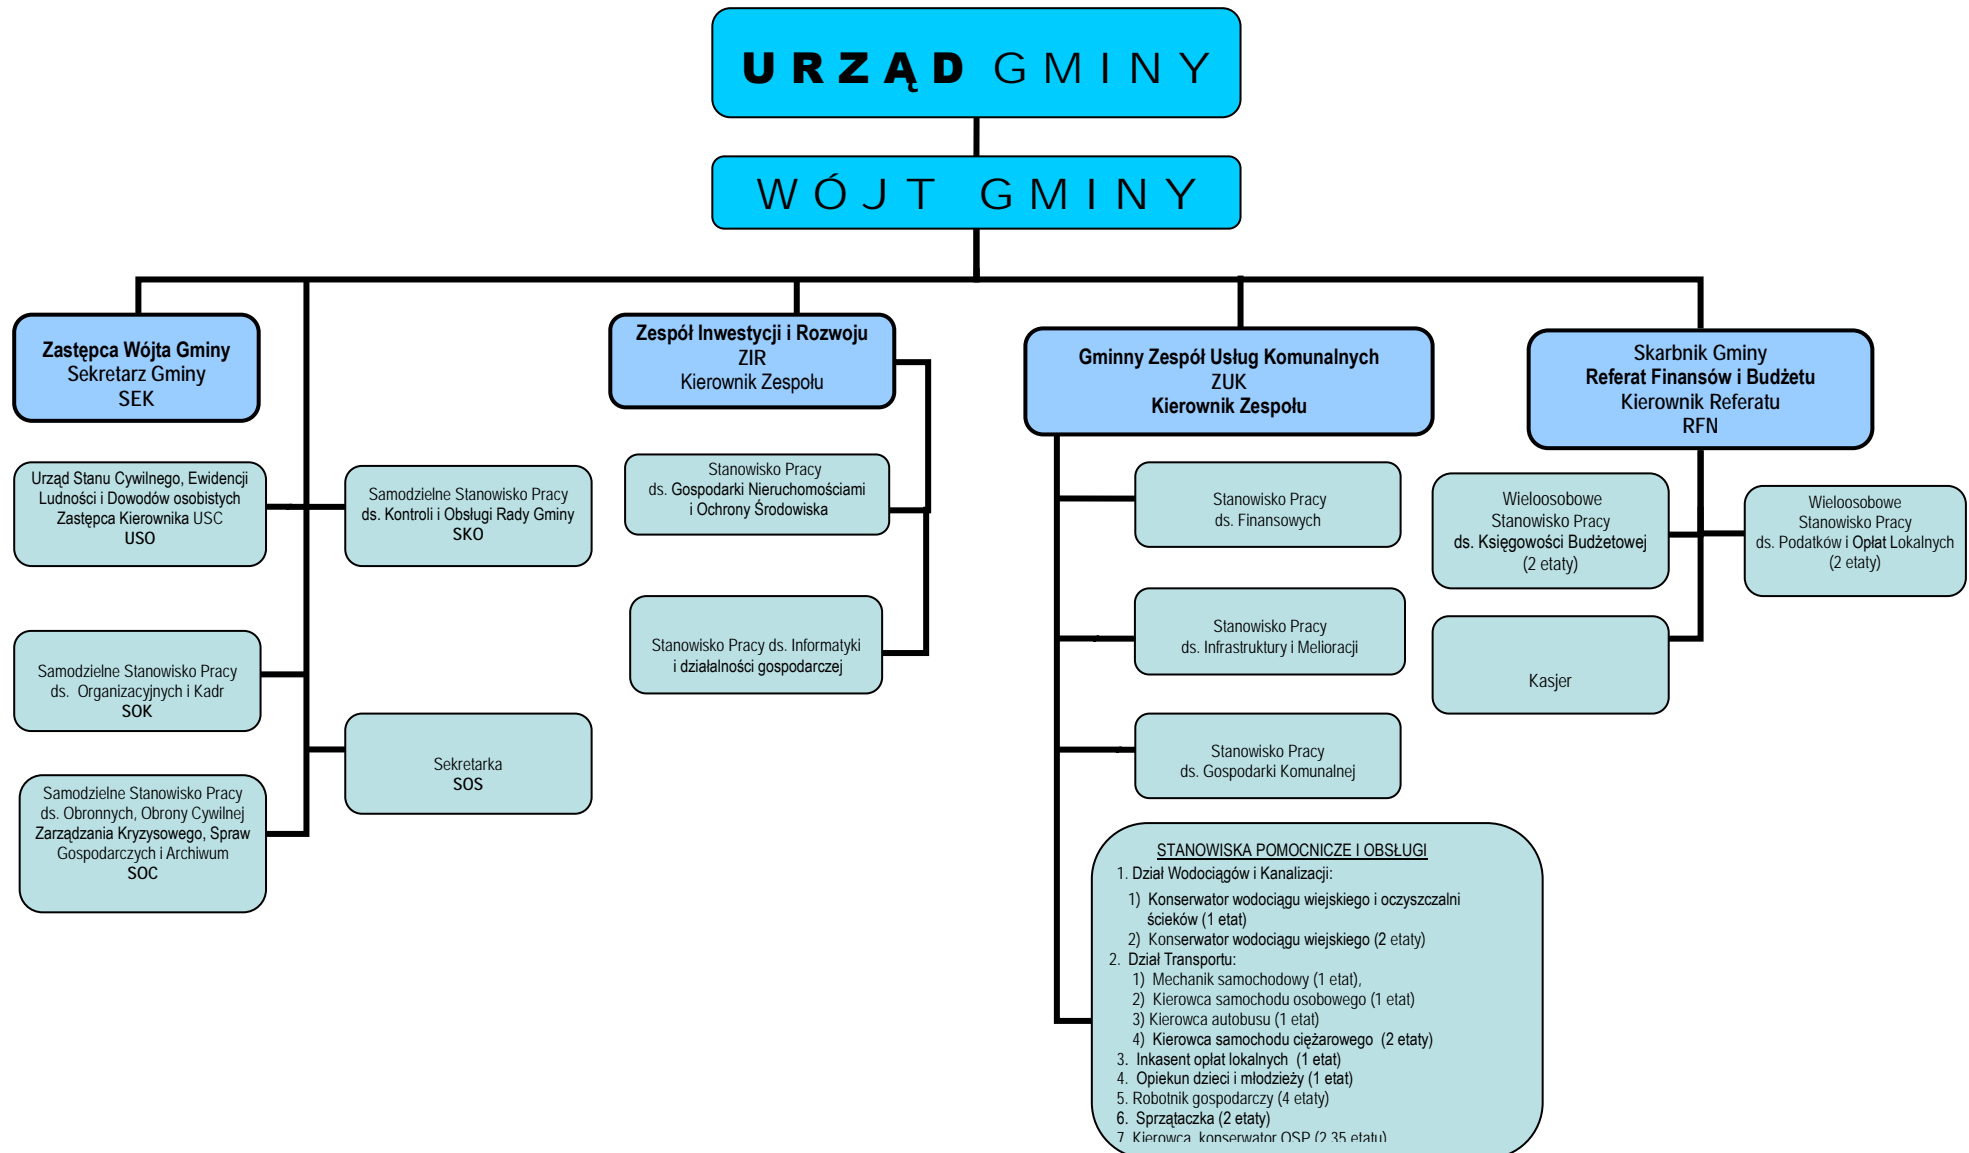 URZĄD GMINY
WÓJT GMINY
Zastępca Wójta Gminy
Sekretarz Gminy
SEK
Zespół Inwestycji i Rozwoju
ZIR
Kierownik Zespołu
Gminny Zespół Usług Komunalnych
ZUK
Kierownik Zespołu
Skarbnik Gminy
Referat Finansów i Budżetu
Kierownik Referatu
RFN
Urząd Stanu Cywilnego, Ewidencji
Ludności i Dowodów osobistych
Zastępca Kierownika USC
USO
Samodzielne Stanowisko Pracy
ds. Kontroli i Obsługi Rady Gminy
SKO
Samodzielne Stanowisko Pracy
ds. Organizacyjnych i Kadr
SOK
Sekretarka
SOS
Samodzielne Stanowisko Pracy
ds. Obronnych, Obrony Cywilnej
Zarządzania Kryzysowego, Spraw
Gospodarczych i Archiwum
SOC
Stanowisko Pracy
ds. Gospodarki Nieruchomościami
i Ochrony Środowiska
Stanowisko Pracy ds. Informatyki
i działalności gospodarczej
Stanowisko Pracy
ds. Finansowych
Stanowisko Pracy
ds. Infrastruktury i Melioracji
Stanowisko Pracy
ds. Gospodarki Komunalnej
STANOWISKA POMOCNICZE I OBSŁUGI
1. Dział Wodociągów i Kanalizacji:
1) Konserwator wodociągu wiejskiego i oczyszczalni
ścieków (1 etat)
2) Konserwator wodociągu wiejskiego (2 etaty)
2. Dział Transportu:
1) Mechanik samochodowy (1 etat),
2) Kierowca samochodu osobowego (1 etat)
3) Kierowca autobusu (1 etat)
4) Kierowca samochodu ciężarowego (2 etaty)
3. Inkasent opłat lokalnych (1 etat)
4. Opiekun dzieci i młodzieży (1 etat)
5. Robotnik gospodarczy (4 etaty)
6. Sprzątaczka (2 etaty)
7. Kierowca, konserwator OSP (2,35 etatu)
Wieloosobowe
Stanowisko Pracy
ds. Księgowości Budżetowej
(2 etaty)
Wieloosobowe
Stanowisko Pracy
ds. Podatków i Opłat Lokalnych
(2 etaty)
Kasjer